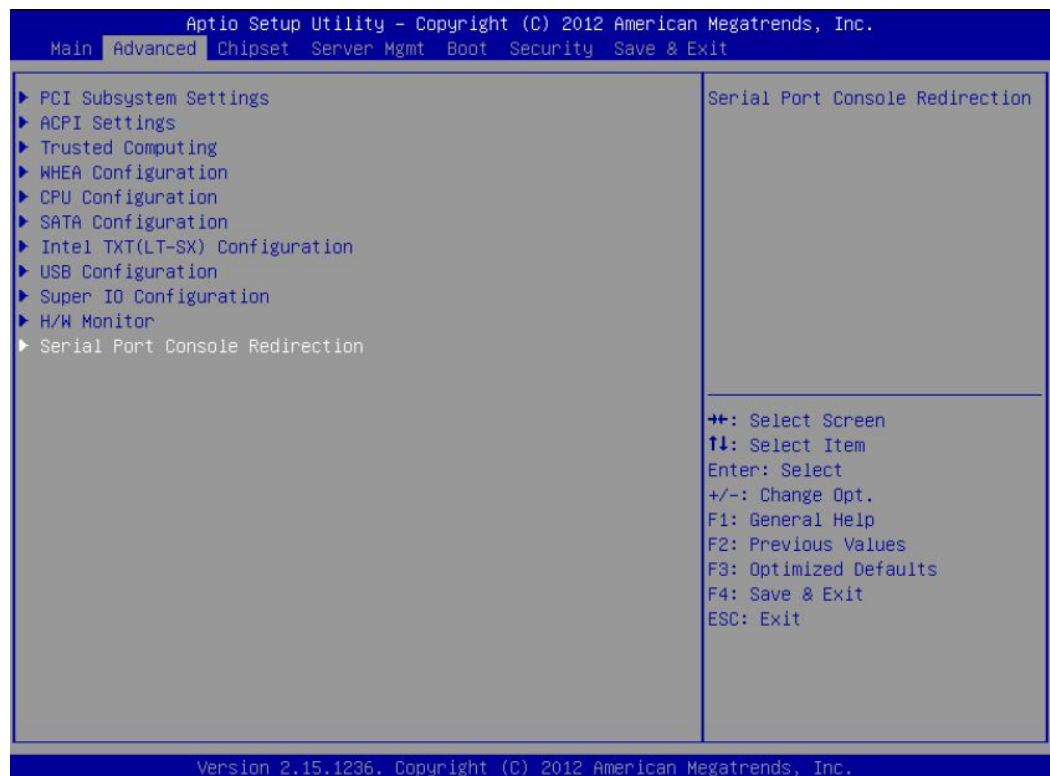 Aptio Setup Utility – Copyright (C) 2012 American Megatrends, Inc.
Main Advanced Chipset Server Mgmt Boot Security Save & Exit
PCI Subsystem Settings
ACPI Settings
Trusted Computing
WHEA Configuration
CPU Configuration
SATA Configuration
Intel TXT(LT-SX) Configuration
USB Configuration
Super IO Configuration
H/W Monitor
Serial Port Console Redirection
Serial Port Console Redirection
→←: Select Screen
↑↓: Select Item
Enter: Select
+/-: Change Opt.
F1: General Help
F2: Previous Values
F3: Optimized Defaults
F4: Save & Exit
ESC: Exit
Version 2.15.1236. Copyright (C) 2012 American Megatrends, Inc.